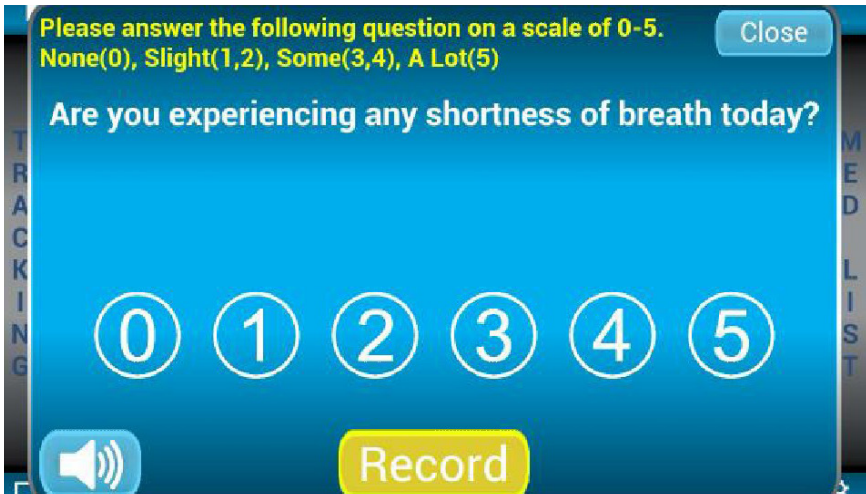 Please answer the following question on a scale of 0-5.
None(0), Slight(1,2), Some(3,4), A Lot(5)
Close
Are you experiencing any shortness of breath today?
TRACKING
MED LIST
0 1 2 3 4 5
Record